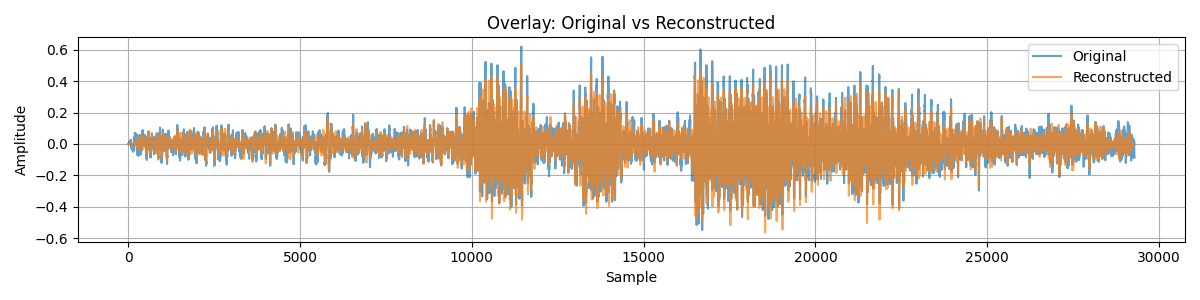 Overlay: Original vs Reconstructed
Original
Reconstructed
Amplitude
0.6
0.4
0.2
0.0
−0.2
−0.4
−0.6
0 5000 10000 15000 20000 25000 30000
Sample